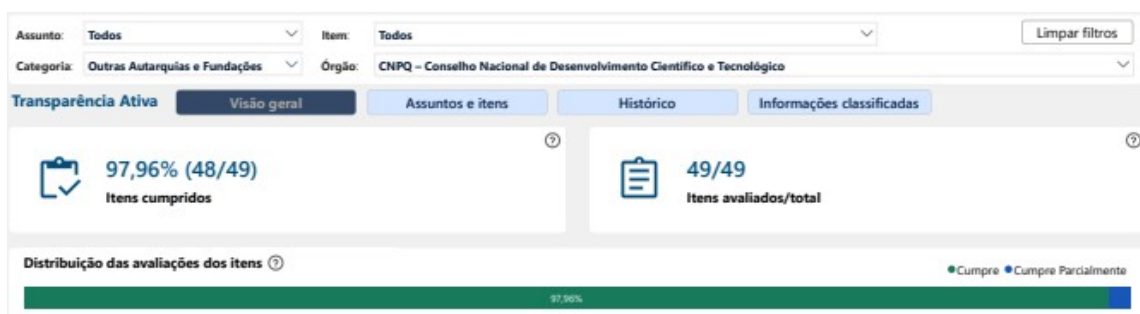 Assunto: Todos Item: Todos Limpar filtros
Categoria: Outras Autarquias e Fundações Órgão: CNPQ – Conselho Nacional de Desenvolvimento Científico e Tecnológico
Transparência Ativa Visão geral Assuntos e itens Histórico Informações classificadas
97,96% (48/49)
Itens cumpridos
49/49
Itens avaliados/total
Distribuição das avaliações dos itens
Cumpre Cumpre Parcialmente
97,96%